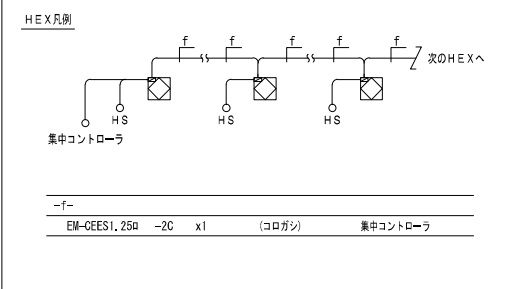 HEX凡例
f f f f f
次のHEXへ
HS HS HS
集中コントローラ
-f-
EM-CEES1.25□ -2C x1 (コロガシ) 集中コントローラ